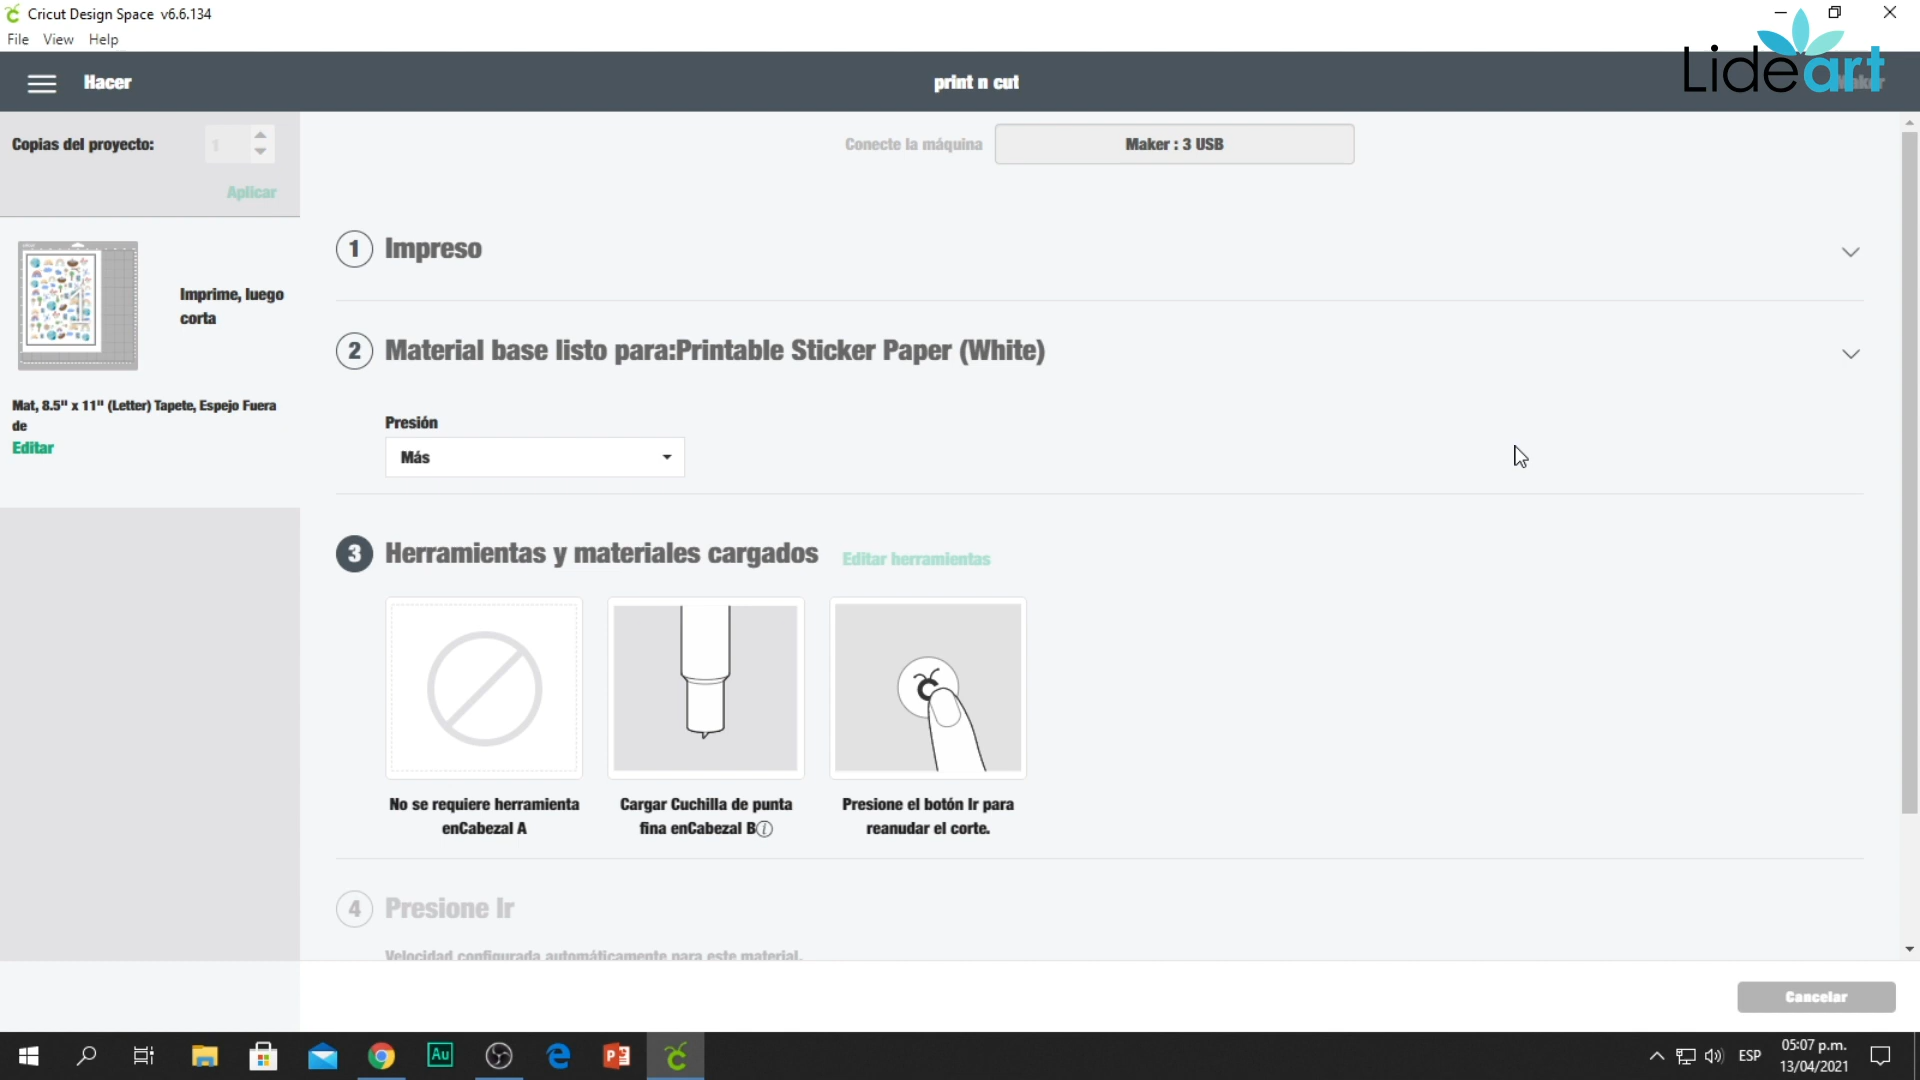 Cricut Design Space v6.6.134
File View Help
Hacer
print n cut
Lideart
Copias del proyecto:
1
Aplicar
Conecte la máquina
Maker : 3 USB
1 Impreso
Imprime, luego
corta
2 Material base listo para:Printable Sticker Paper (White)
Mat, 8.5" x 11" (Letter) Tapete, Espejo Fuera
de
Editar
Presión
Más
3 Herramientas y materiales cargados
Editar herramientas
No se requiere herramienta
enCabezal A
Cargar Cuchilla de punta
fina enCabezal B
Presione el botón Ir para
reanudar el corte.
4 Presione Ir
Velocidad configurada automáticamente para este material.
Cancelar
Au
ESP
05:07 p.m.
13/04/2021